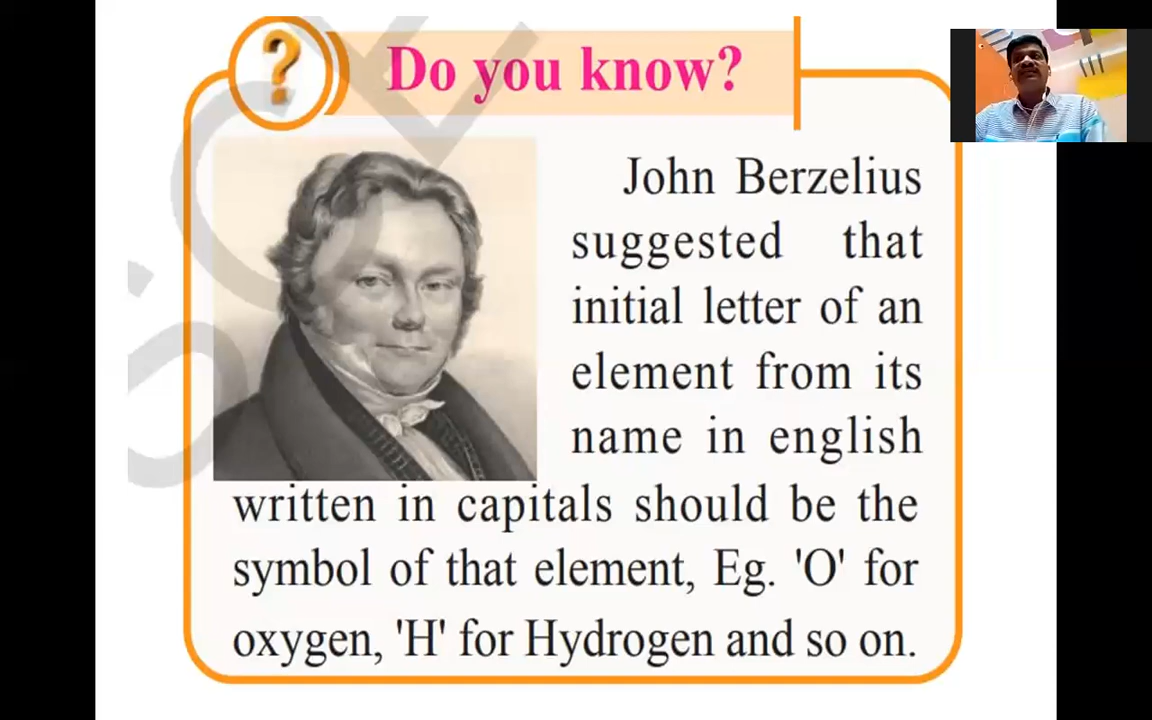 ?
Do you know?
John Berzelius
suggested that
initial letter of an
element from its
name in english
written in capitals should be the
symbol of that element, Eg. 'O' for
oxygen, 'H' for Hydrogen and so on.